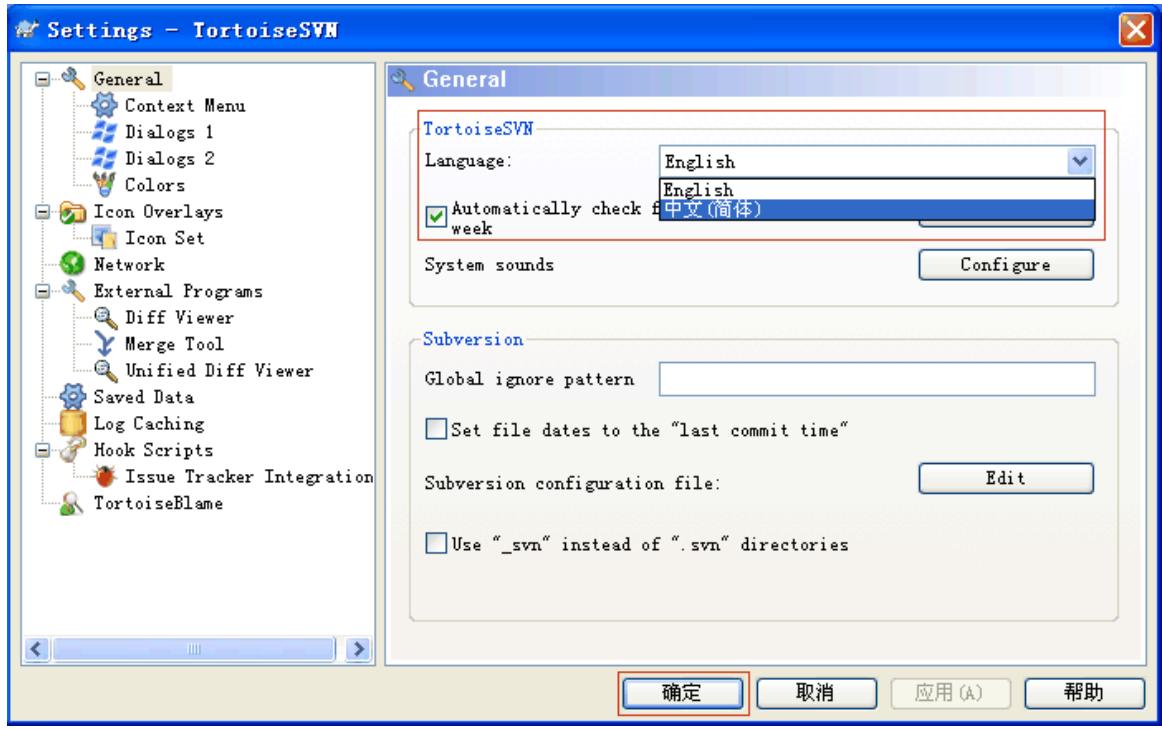 Settings - TortoiseSVN
General
Context Menu
Dialogs 1
Dialogs 2
Colors
Icon Overlays
Icon Set
Network
External Programs
Diff Viewer
Merge Tool
Unified Diff Viewer
Saved Data
Log Caching
Hook Scripts
Issue Tracker Integration
TortoiseBlame
General
TortoiseSVN
Language:
English
English
中文(简体)
Automatically check
week
System sounds
Configure
Subversion
Global ignore pattern
Set file dates to the "last commit time"
Subversion configuration file:
Edit
Use "_svn" instead of ".svn" directories
确定
取消
应用(A)
帮助